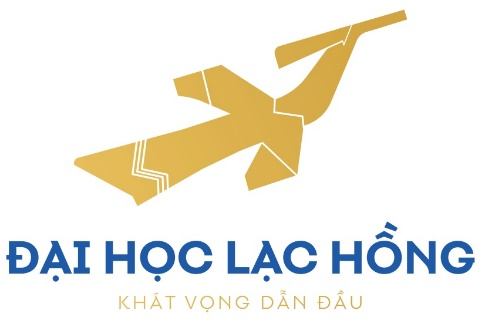 ĐẠI HỌC LẠC HỒNG
KHÁT VỌNG DẪN ĐẦU